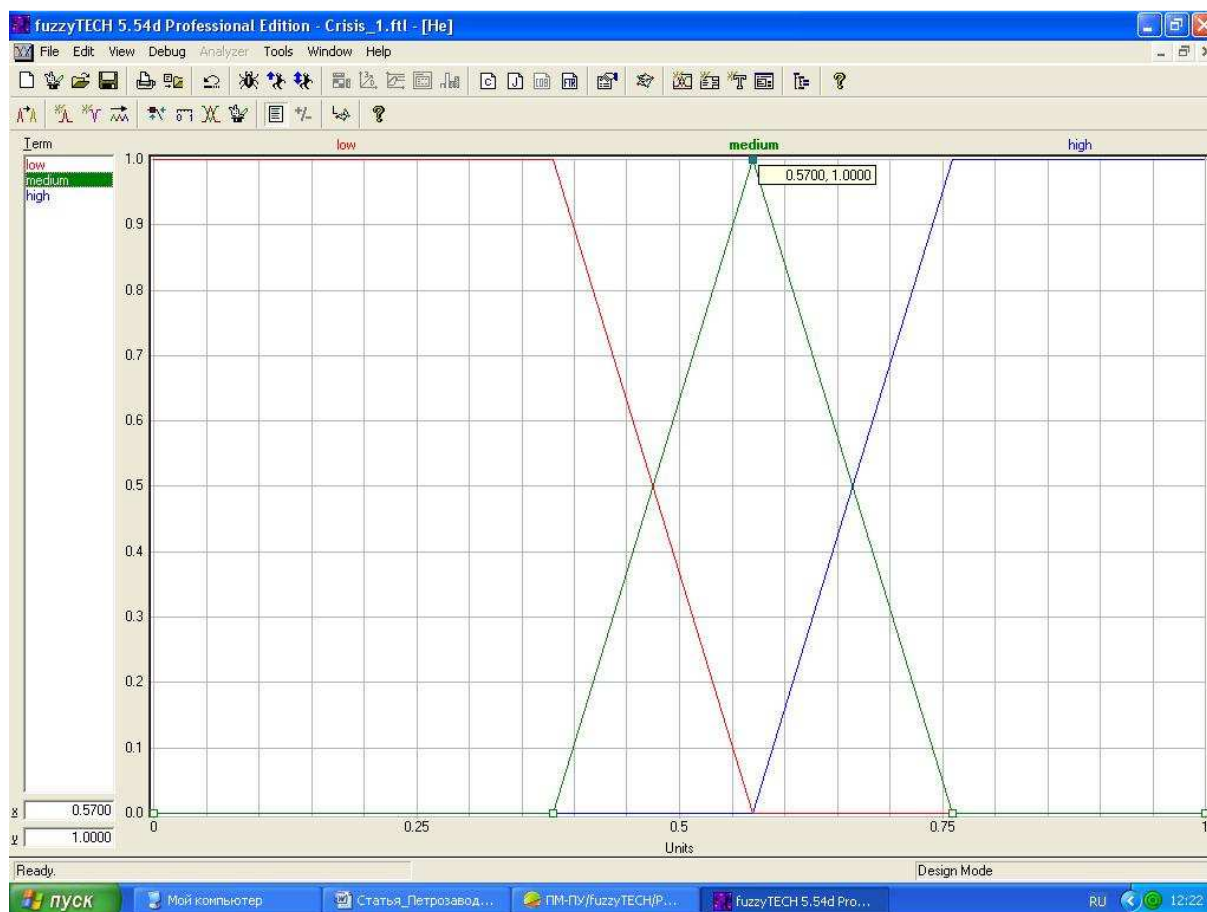 fuzzyTECH 5.54d Professional Edition - Crisis_1.ftl - [He]
File Edit View Debug Analyzer Tools Window Help
Term
low medium high
low
medium
high
1.0
0.5700, 1.0000
0.9
0.8
0.7
0.6
0.5
0.4
0.3
0.2
0.1
0.0
x 0.5700
y 1.0000
0 0.25 0.5 0.75 1
Units
Ready. Design Mode
пуск Мой компьютер Статья_Петрозавод... ПМ-ПУ/fuzzyTECH/P... fuzzyTECH 5.54d Pro... RU 12:22